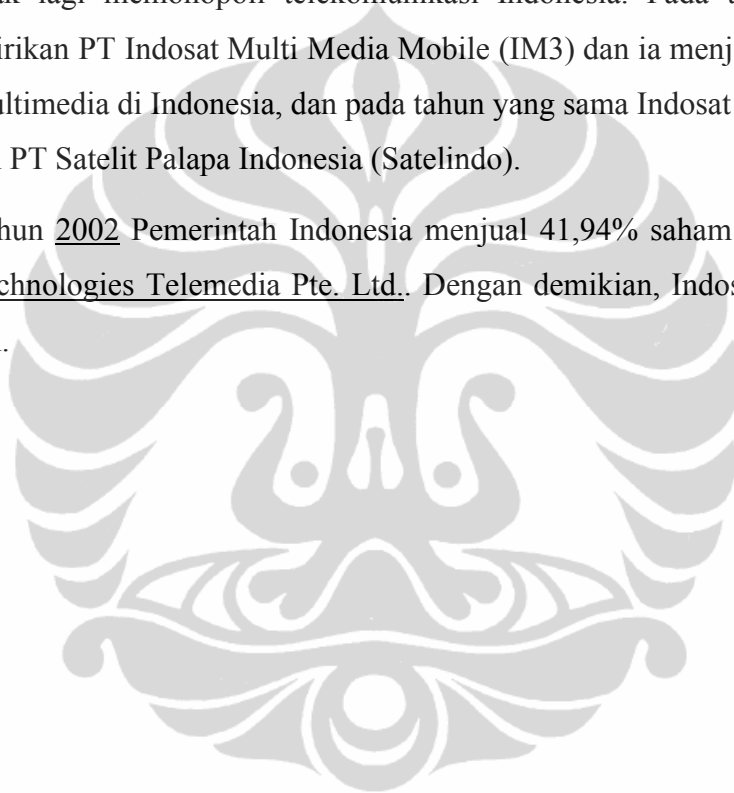 lagi memonopoli telekomunikasi Indonesia. Pada
irikan PT Indosat Multi Media Mobile (IM3) dan ia menj
ultimedia di Indonesia, dan pada tahun yang sama Indosat
PT Satelit Palapa Indonesia (Satelindo).
hun 2002 Pemerintah Indonesia menjual 41,94% saham
echnologies Telemedia Pte. Ltd.. Dengan demikian, Indos